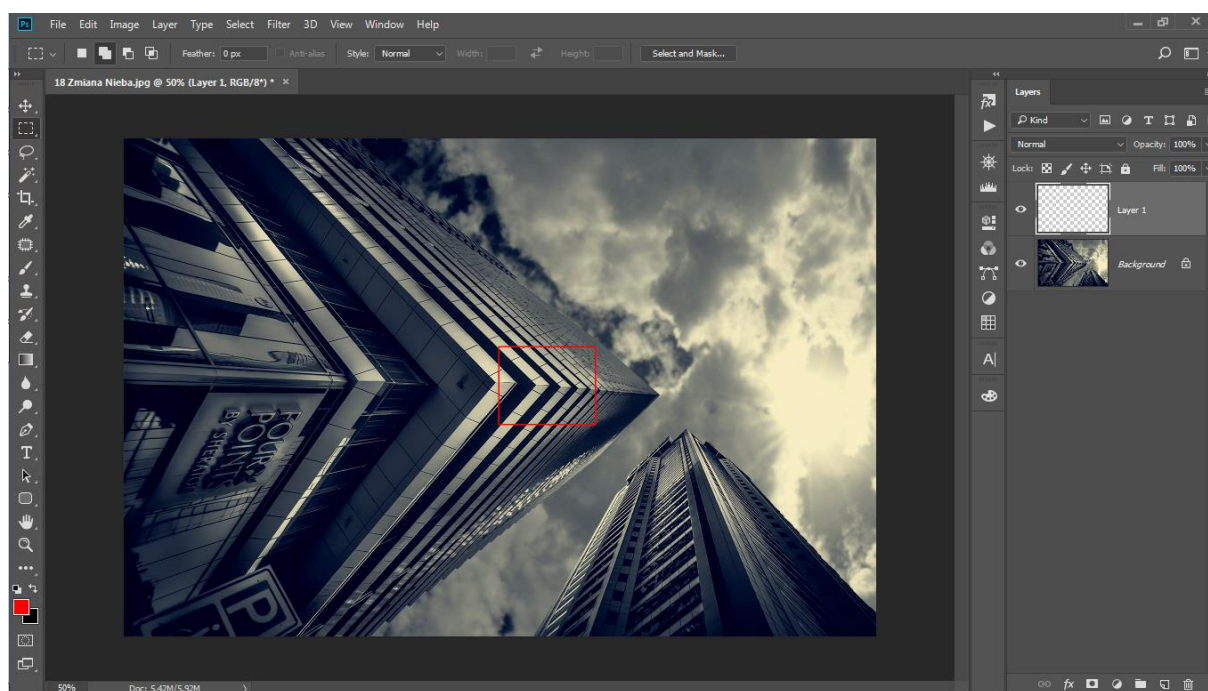 Ps File Edit Image Layer Type Select Filter 3D View Window Help
Feather: 0 px Anti-alias Style: Normal Width: Height: Select and Mask...
18 Zmiana Nieba.jpg @ 50% (Layer 1, RGB/8*) * ×
Layers
Kind
Normal Opacity: 100%
Lock: Fill: 100%
Layer 1
Background
FOUR
POINTS
BY SHERATON
Pi
50% Doc: 5.42M/5.92M